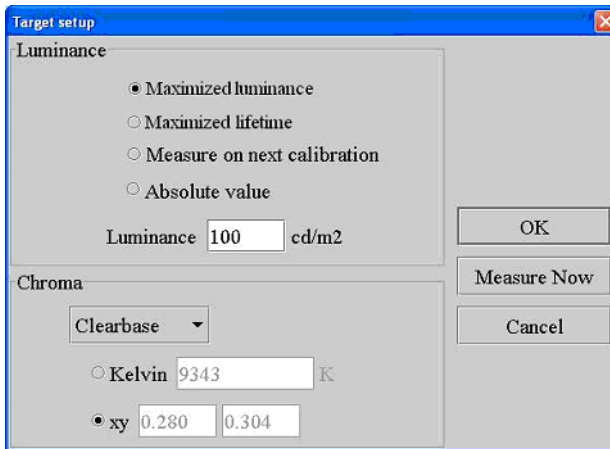 Target setup
Luminance
Maximized luminance
Maximized lifetime
Measure on next calibration
Absolute value
Luminance 100 cd/m2
OK
Measure Now
Cancel
Chroma
Clearbase
Kelvin 9343 K
xy 0.280 0.304